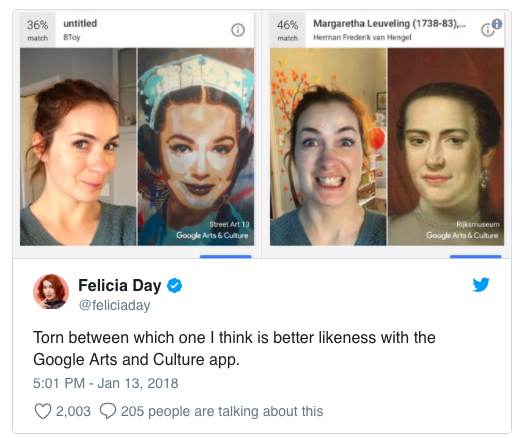 36% match
untitled
BToy
46% match
Margaretha Leuveling (1738-83),...
Herman Frederik van Hengel
Street Art 13
Google Arts & Culture
Rijksmuseum
Google Arts & Culture
Felicia Day
@feliciaday
Torn between which one I think is better likeness with the
Google Arts and Culture app.
5:01 PM - Jan 13, 2018
2,003
205 people are talking about this